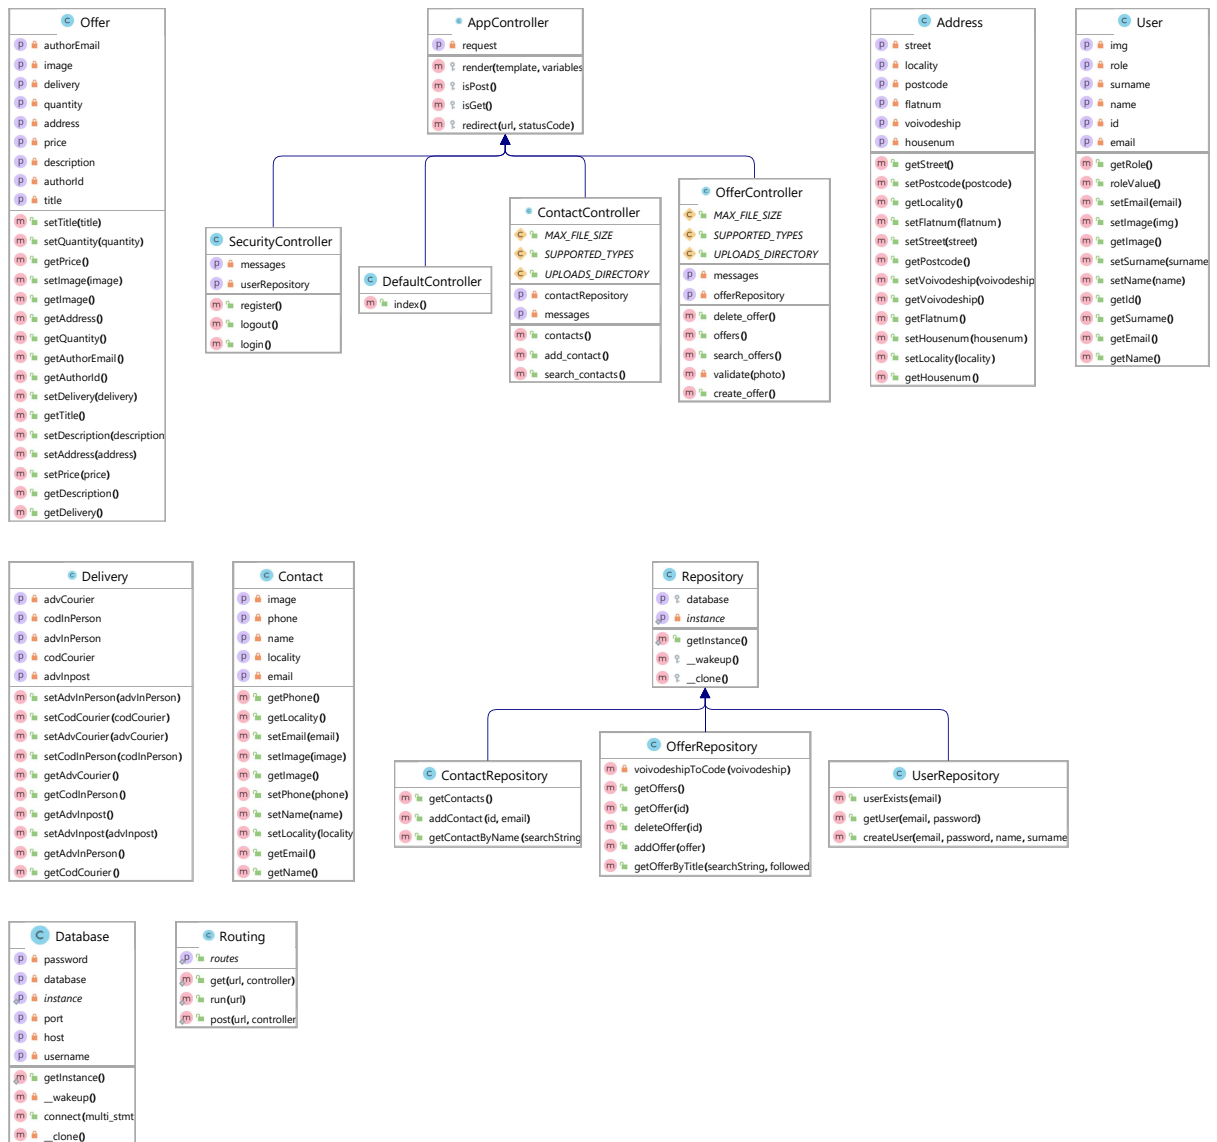 Offer
authorEmail
image
delivery
quantity
address
price
description
authorId
title
setTitle(title)
setQuantity(quantity)
getPrice()
setImage(image)
getImage()
getAddress()
getQuantity()
getAuthorEmail()
getAuthorId()
setDelivery(delivery)
getTitle()
setDescription(description
setAddress(address)
setPrice(price)
getDescription()
getDelivery()
AppController
request
render(template, variables
isPost()
isGet()
redirect(url, statusCode)
SecurityController
messages
userRepository
register()
logout()
login()
DefaultController
index()
ContactController
MAX_FILE_SIZE
SUPPORTED_TYPES
UPLOADS_DIRECTORY
contactRepository
messages
contacts()
add_contact()
search_contacts()
OfferController
MAX_FILE_SIZE
SUPPORTED_TYPES
UPLOADS_DIRECTORY
messages
offerRepository
delete_offer()
offers()
search_offers()
validate(photo)
create_offer()
Address
street
locality
postcode
flatnum
voivodeship
housenum
getStreet()
setPostcode(postcode)
getLocality()
setFlatnum(flatnum)
setStreet(street)
getPostcode()
setVoivodeship(voivodeship
getVoivodeship()
getFlatnum()
setHousenum(housenum)
setLocality(locality)
getHousenum()
User
img
role
surname
name
id
email
getRole()
roleValue()
setEmail(email)
setImage(img)
getImage()
setSurname(surname
setName(name)
getId()
getSurname()
getEmail()
getName()
Delivery
advCourier
codInPerson
advInPerson
codCourier
advInpost
setAdvInPerson(advInPerson)
setCodCourier(codCourier)
setAdvCourier(advCourier)
setCodInPerson(codInPerson)
getAdvCourier()
getCodInPerson()
getAdvInpost()
setAdvInpost(advInpost)
getAdvInPerson()
getCodCourier()
Contact
image
phone
name
locality
email
getPhone()
getLocality()
setEmail(email)
setImage(image)
getImage()
setPhone(phone)
setName(name)
setLocality(locality
getEmail()
getName()
Repository
database
instance
getInstance()
__wakeup()
__clone()
ContactRepository
getContacts()
addContact(id, email)
getContactByName(searchString
OfferRepository
voivodeshipToCode(voivodeship)
getOffers()
getOffer(id)
deleteOffer(id)
addOffer(offer)
getOfferByTitle(searchString, followed
UserRepository
userExists(email)
getUser(email, password)
createUser(email, password, name, surname
Database
password
database
instance
port
host
username
getInstance()
__wakeup()
connect(multi_stmt
__clone()
Routing
routes
get(url, controller)
run(url)
post(url, controller